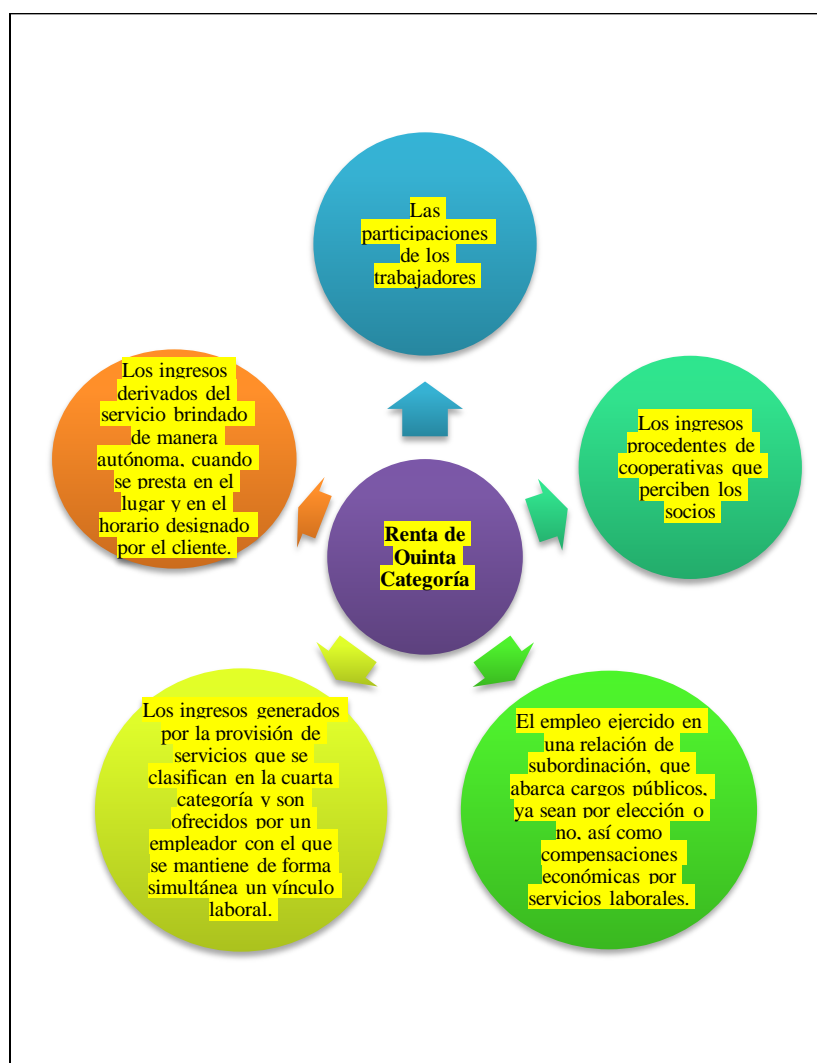 Las
participaciones
de los
trabajadores
Los ingresos
derivados del
servicio brindado
de manera
autónoma, cuando
se presta en el
lugar y en el
horario designado
por el cliente.
Los ingresos
procedentes de
cooperativas que
perciben los
socios
Renta de
Quinta
Categoría
Los ingresos generados
por la provisión de
servicios que se
clasifican en la cuarta
categoría y son
ofrecidos por un
empleador con el que
se mantiene de forma
simultánea un vínculo
laboral.
El empleo ejercido en
una relación de
subordinación, que
abarca cargos públicos,
ya sean por elección o
no, así como
compensaciones
económicas por
servicios laborales.